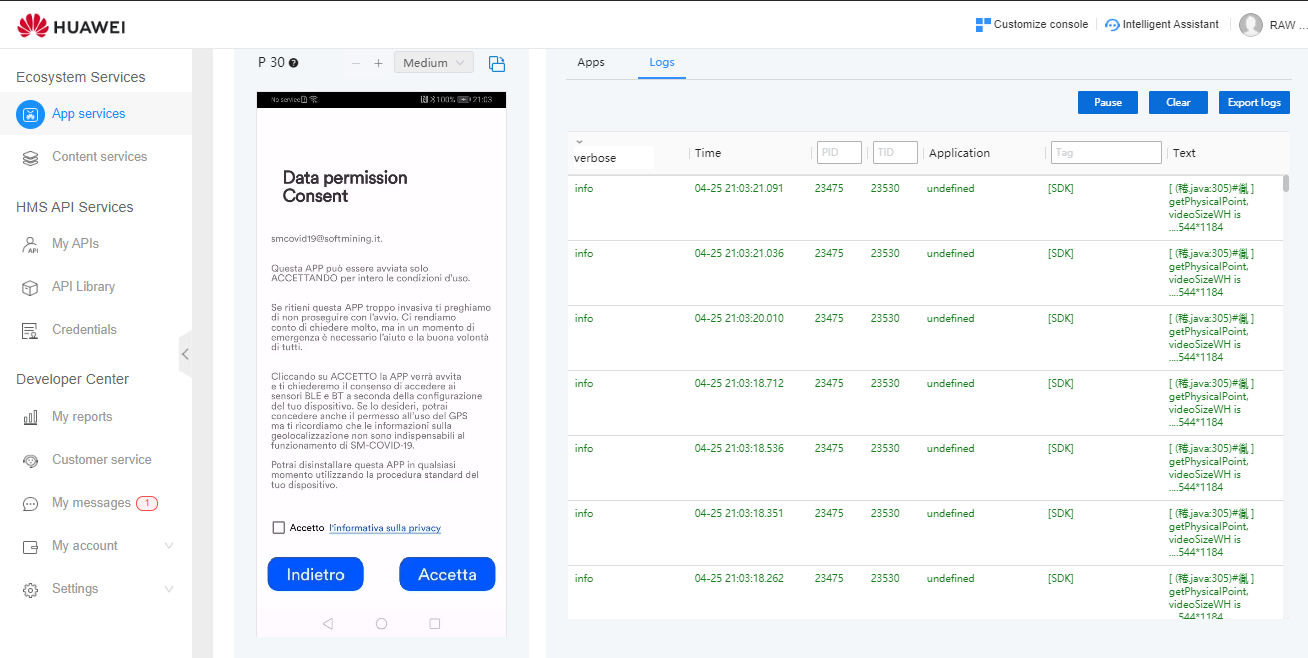 HUAWEI
Customize console
Intelligent Assistant
RAW ...
Ecosystem Services
App services
Content services
HMS API Services
My APIs
API Library
Credentials
Developer Center
My reports
Customer service
My messages 1
My account
Settings
P 30 ?
− + Medium
No service 100% 21:03
Data permission
Consent
smcovid19@softmining.it.
Questa APP può essere avviata solo
ACCETTANDO per intero le condizioni d'uso.
Se ritieni questa APP troppo invasiva ti preghiamo
di non proseguire con l'avvio. Ci rendiamo
conto di chiedere molto, ma in un momento di
emergenza è necessario l'aiuto e la buona volontà
di tutti.
Cliccando su ACCETTO la APP verrà avvita
e ti chiederemo il consenso di accedere ai
sensori BLE e BT a seconda della configurazione
del tuo dispositivo. Se lo desideri, potrai
concedere anche il permesso all'uso del GPS
ma ti ricordiamo che le informazioni sulla
geolocalizzazione non sono indispensabili al
funzionamento di SM-COVID-19.
Potrai disinstallare questa APP in qualsiasi
momento utilizzando la procedura standard del
tuo dispositivo.
Accetto l'informativa sulla privacy
Indietro Accetta
Apps Logs
Pause Clear Export logs
verbose Time PID TID Application Tag Text
info 04-25 21:03:21.091 23475 23530 undefined [SDK] [ (.java:305)# ]
getPhysicalPoint,
videoSizeWH is
....544*1184
info 04-25 21:03:21.036 23475 23530 undefined [SDK] [ (.java:305)# ]
getPhysicalPoint,
videoSizeWH is
....544*1184
info 04-25 21:03:20.010 23475 23530 undefined [SDK] [ (.java:305)# ]
getPhysicalPoint,
videoSizeWH is
....544*1184
info 04-25 21:03:18.712 23475 23530 undefined [SDK] [ (.java:305)# ]
getPhysicalPoint,
videoSizeWH is
....544*1184
info 04-25 21:03:18.536 23475 23530 undefined [SDK] [ (.java:305)# ]
getPhysicalPoint,
videoSizeWH is
....544*1184
info 04-25 21:03:18.351 23475 23530 undefined [SDK] [ (.java:305)# ]
getPhysicalPoint,
videoSizeWH is
....544*1184
info 04-25 21:03:18.262 23475 23530 undefined [SDK] [ (.java:305)# ]
getPhysicalPoint,
videoSizeWH is
....544*1184